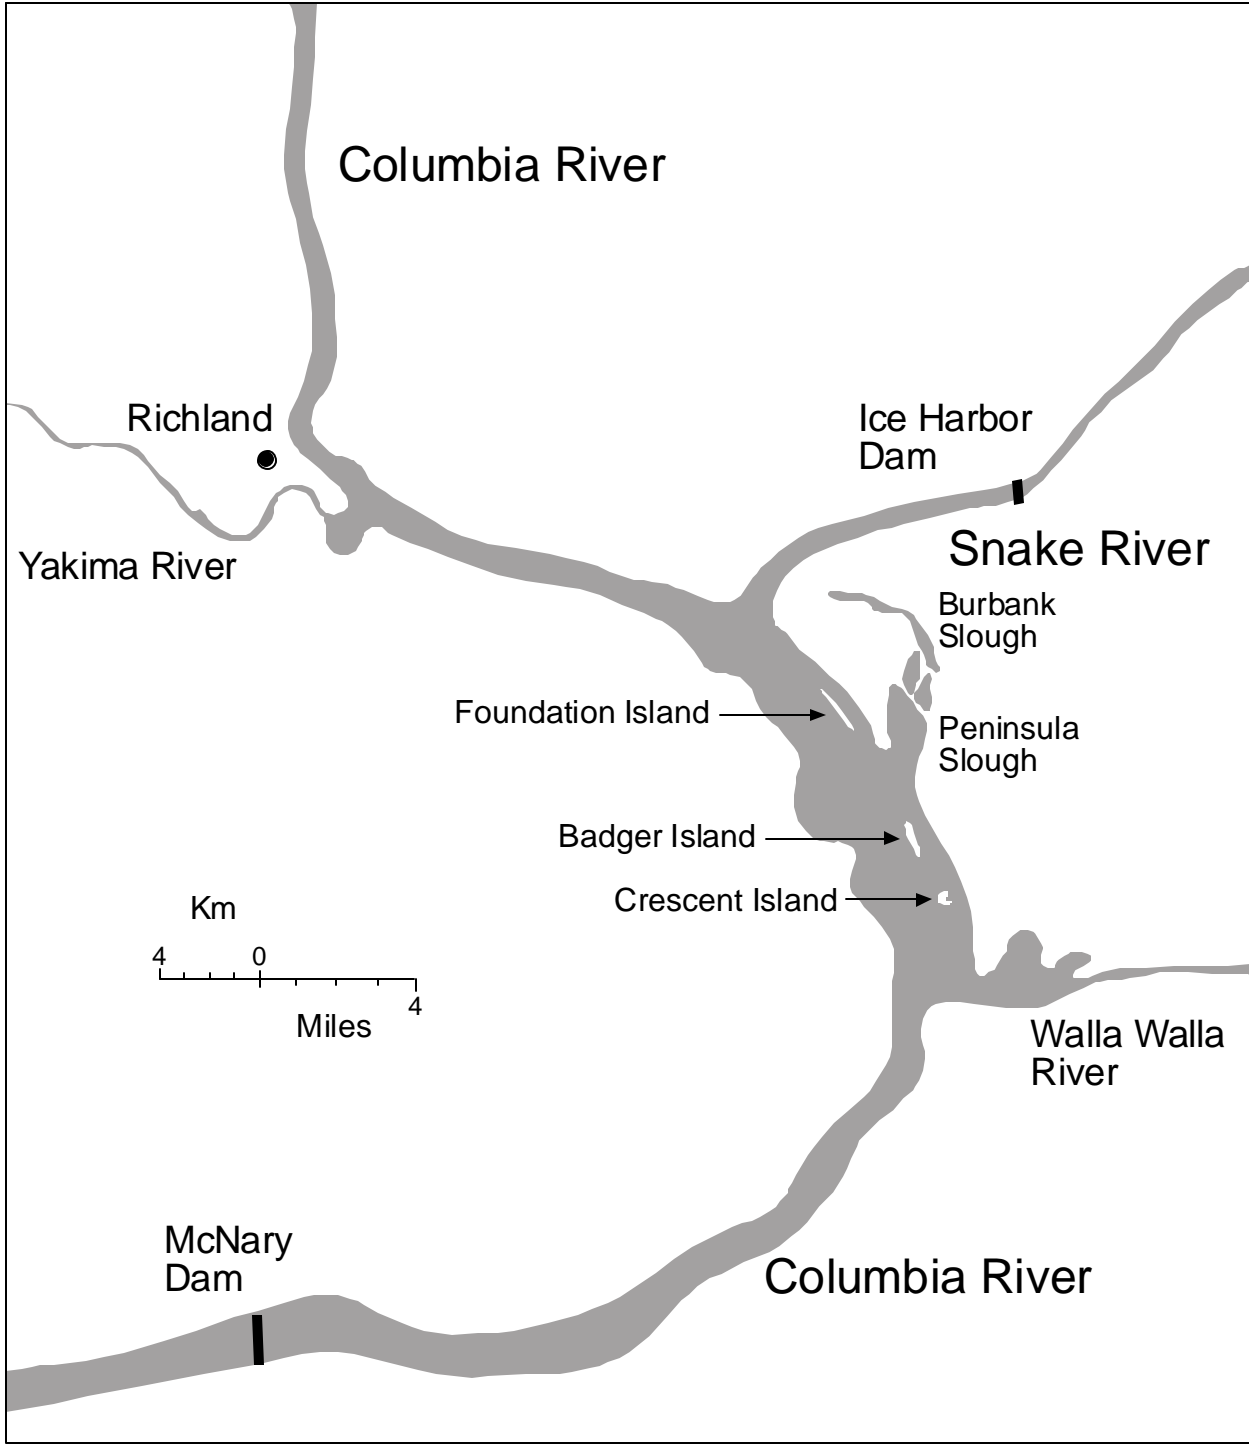 Columbia River
Richland
Ice Harbor
Dam
Snake River
Yakima River
Burbank
Slough
Foundation Island
Peninsula
Slough
Badger Island
Crescent Island
Km
4 0
4
Miles
Walla Walla
River
McNary
Dam
Columbia River